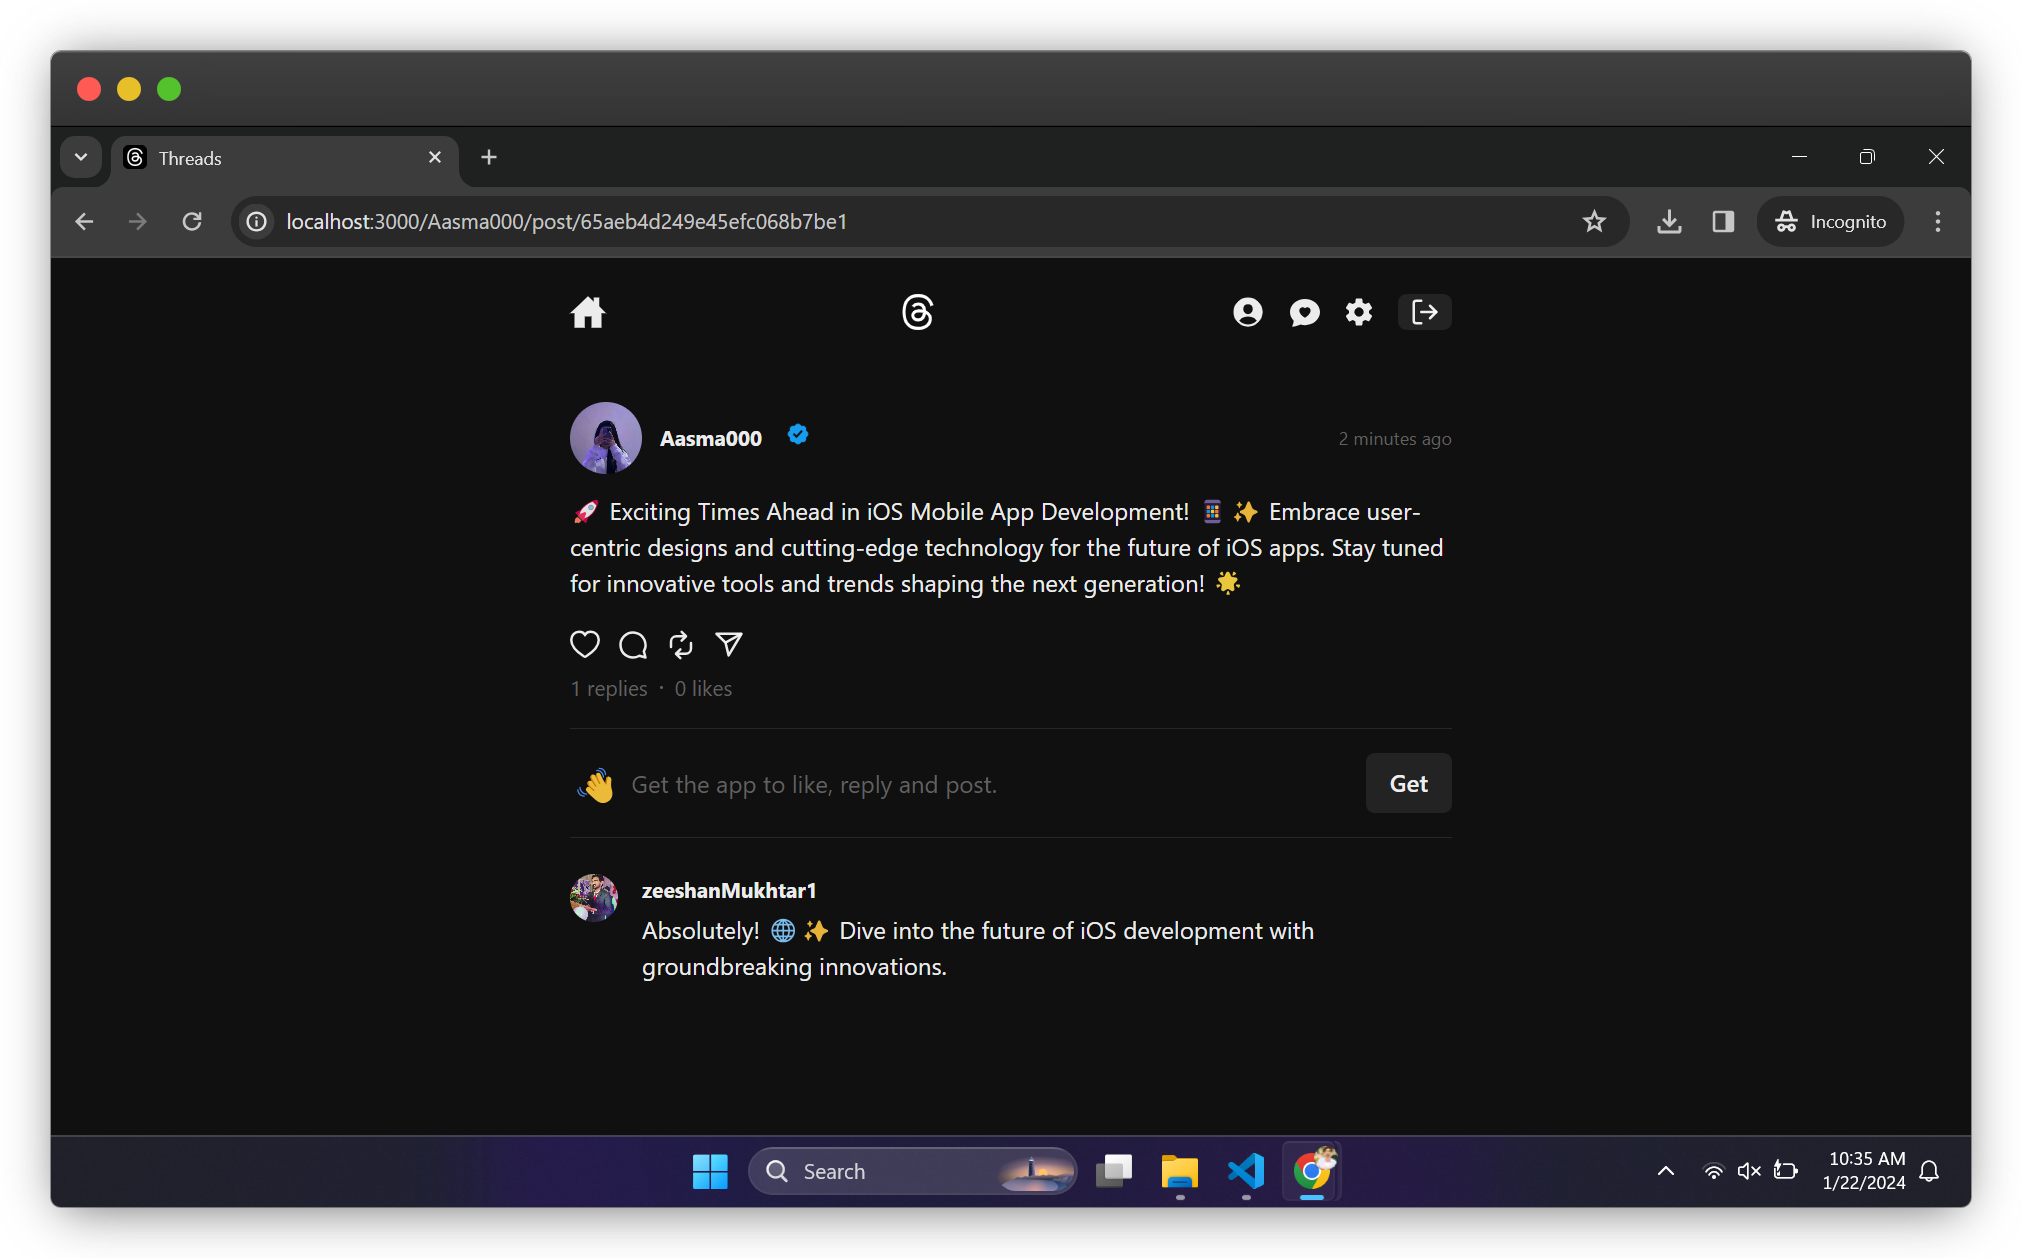 Threads
localhost:3000/Aasma000/post/65aeb4d249e45efc068b7be1
Incognito
Aasma000
2 minutes ago
🚀 Exciting Times Ahead in iOS Mobile App Development! 📱✨ Embrace user-
centric designs and cutting-edge technology for the future of iOS apps. Stay tuned
for innovative tools and trends shaping the next generation! 🌟
1 replies · 0 likes
👋 Get the app to like, reply and post.
Get
zeeshanMukhtar1
Absolutely! 🌐✨ Dive into the future of iOS development with
groundbreaking innovations.
Search
10:35 AM
1/22/2024